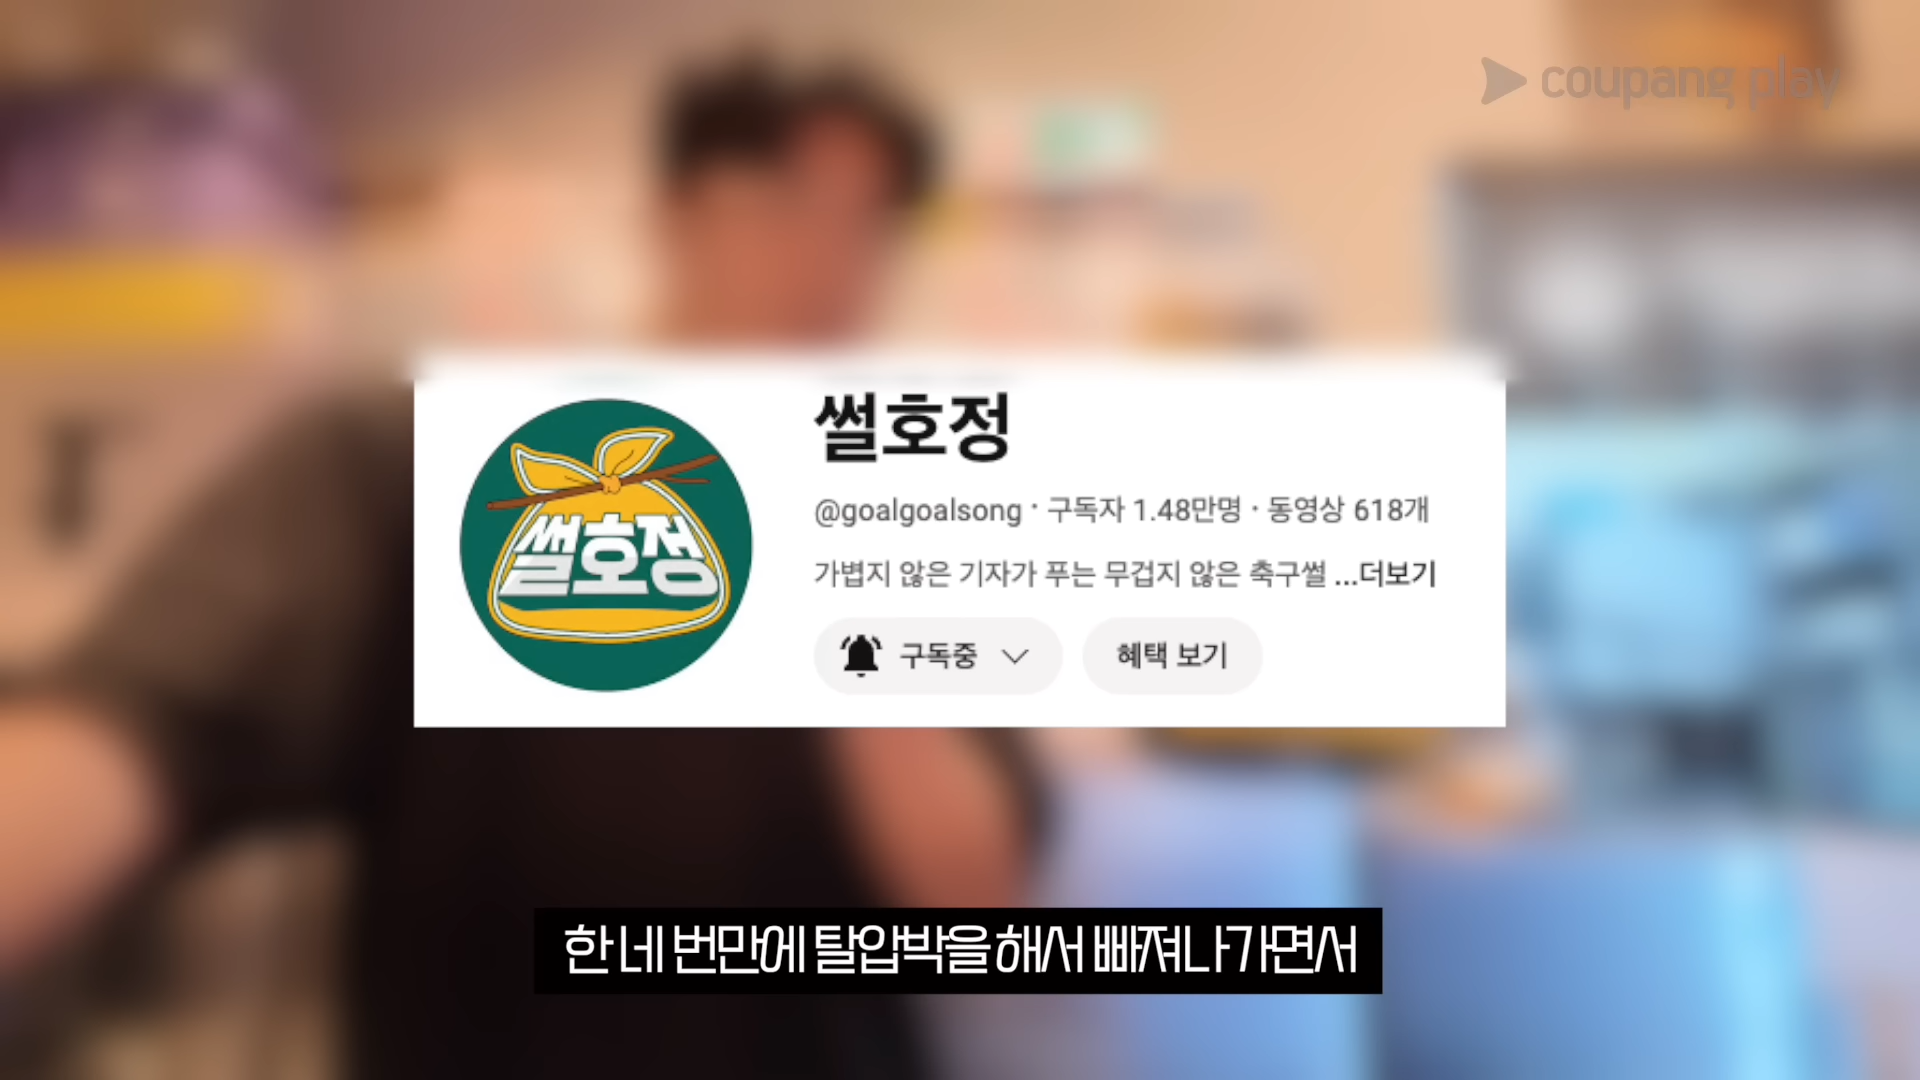 coupang play
썰호정
썰호정
@goalgoalsong · 구독자 1.48만명 · 동영상 618개
가볍지 않은 기자가 푸는 무겁지 않은 축구썰 ...더보기
구독중
혜택 보기
한 네 번만에 탈압박을 해서 빠져나가면서